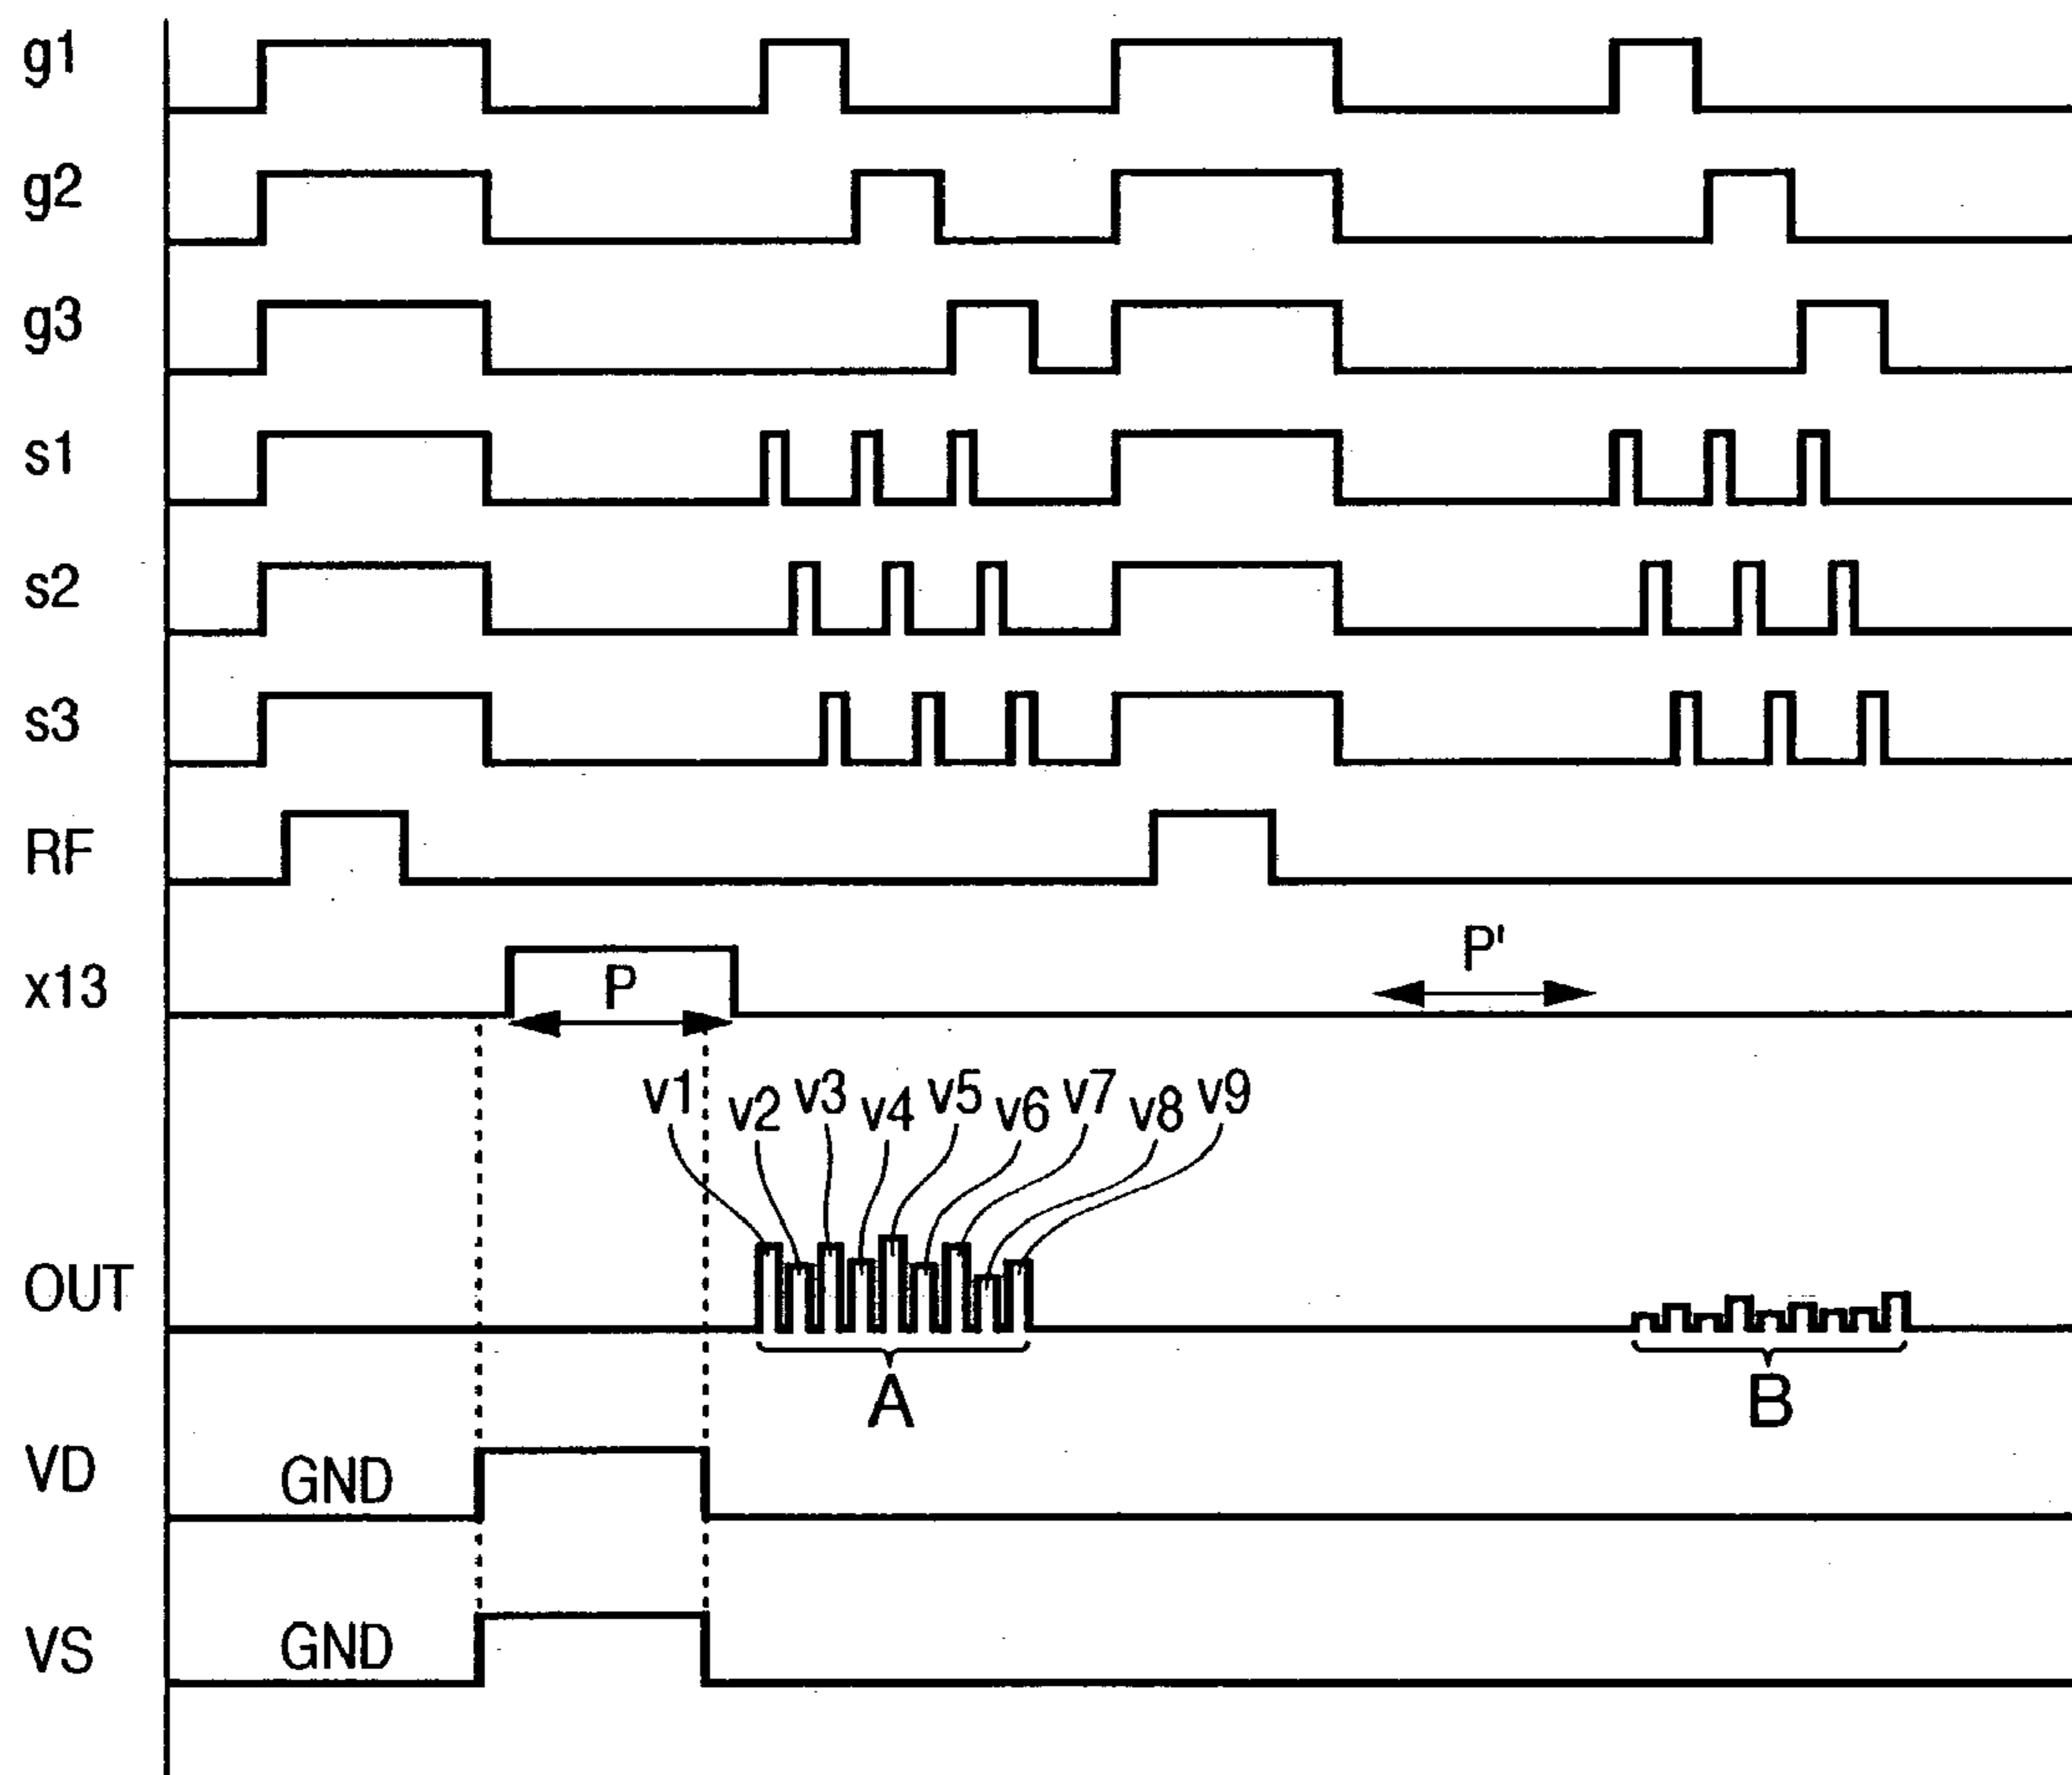 g1
g2
g3
s1
s2
s3
RF
x13
P
P'
v1 v2 v3 v4 v5 v6 v7 v8 v9
OUT
A
B
VD
GND
VS
GND